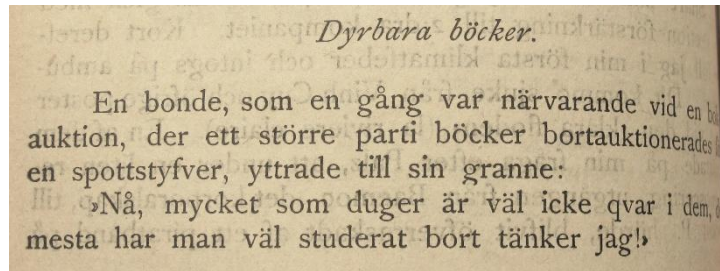 Dyrbara böcker.
En bonde, som en gång var närvarande vid en
auktion, der ett större parti böcker bortauktionerades
en spottstyfver, yttrade till sin granne:
»Nå, mycket som duger är väl icke qvar i dem,
mesta har man väl studerat bort tänker jag!»